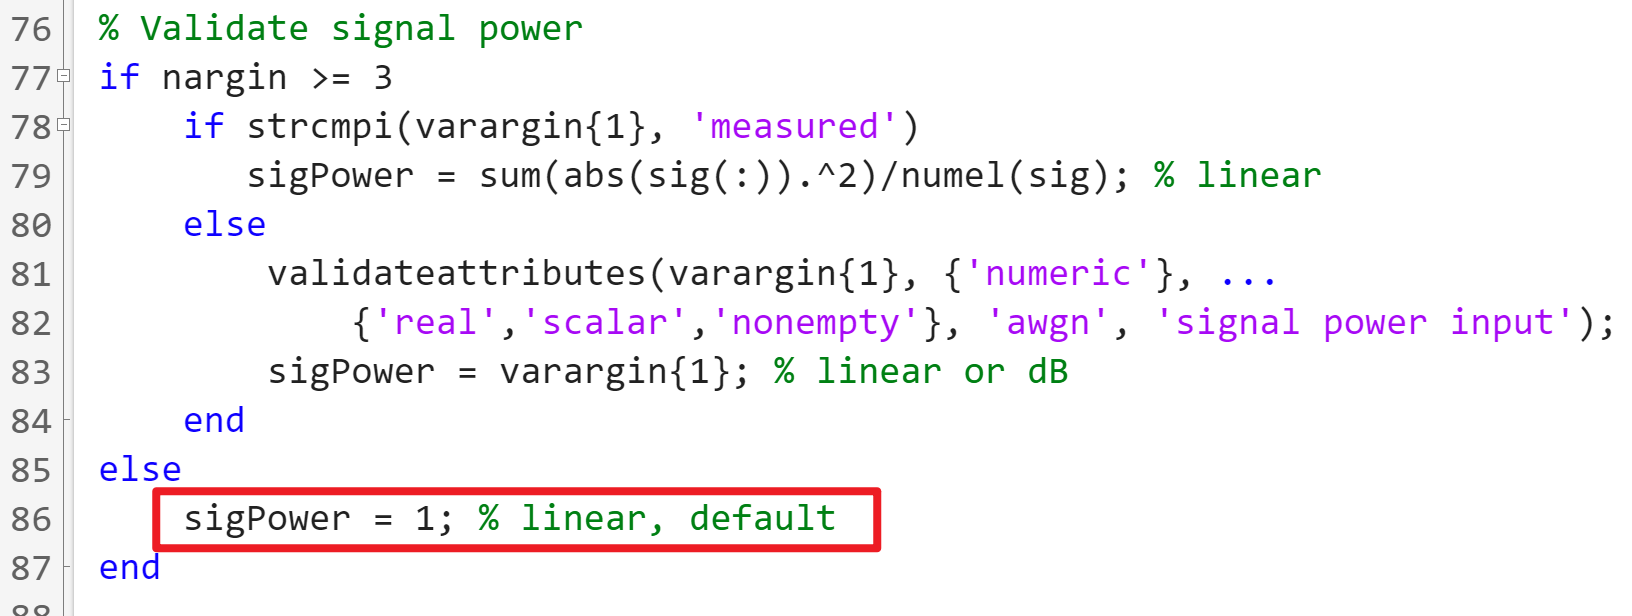 76 % Validate signal power
77 if nargin >= 3
78 if strcmpi(varargin{1}, 'measured')
79 sigPower = sum(abs(sig(:)).^2)/numel(sig); % linear
80 else
81 validateattributes(varargin{1}, {'numeric'}, ...
82 {'real','scalar','nonempty'}, 'awgn', 'signal power input');
83 sigPower = varargin{1}; % linear or dB
84 end
85 else
86 sigPower = 1; % linear, default
87 end
88